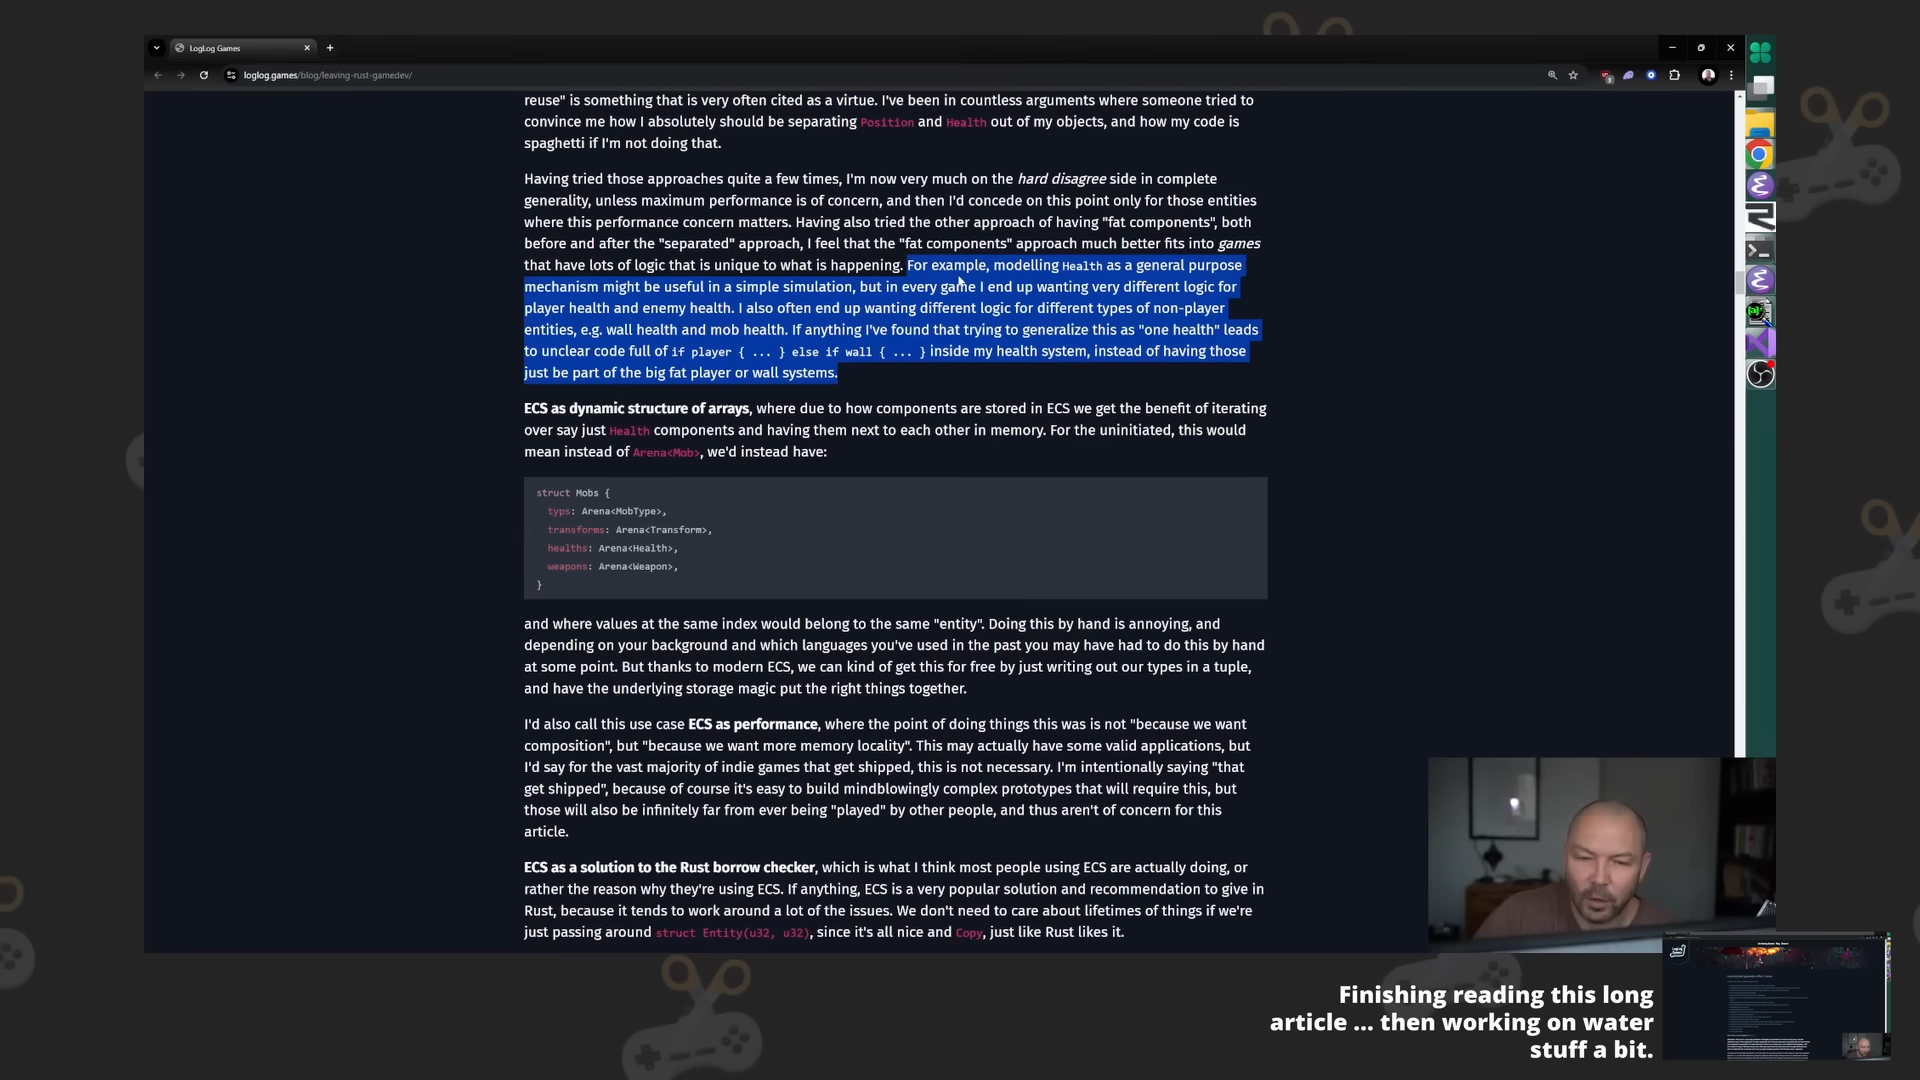 LogLog Games
loglog.games/blog/leaving-rust-gamedev/
reuse" is something that is very often cited as a virtue. I've been in countless arguments where someone tried to
convince me how I absolutely should be separating Position and Health out of my objects, and how my code is
spaghetti if I'm not doing that.
Having tried those approaches quite a few times, I'm now very much on the hard disagree side in complete
generality, unless maximum performance is of concern, and then I'd concede on this point only for those entities
where this performance concern matters. Having also tried the other approach of having "fat components", both
before and after the "separated" approach, I feel that the "fat components" approach much better fits into games
that have lots of logic that is unique to what is happening. For example, modelling Health as a general purpose
mechanism might be useful in a simple simulation, but in every game I end up wanting very different logic for
player health and enemy health. I also often end up wanting different logic for different types of non-player
entities, e.g. wall health and mob health. If anything I've found that trying to generalize this as "one health" leads
to unclear code full of if player { ... } else if wall { ... } inside my health system, instead of having those
just be part of the big fat player or wall systems.
ECS as dynamic structure of arrays, where due to how components are stored in ECS we get the benefit of iterating
over say just Health components and having them next to each other in memory. For the uninitiated, this would
mean instead of Arena<Mob>, we'd instead have:
struct Mobs {
typs: Arena<MobType>,
transforms: Arena<Transform>,
healths: Arena<Health>,
weapons: Arena<Weapon>,
}
and where values at the same index would belong to the same "entity". Doing this by hand is annoying, and
depending on your background and which languages you've used in the past you may have had to do this by hand
at some point. But thanks to modern ECS, we can kind of get this for free by just writing out our types in a tuple,
and have the underlying storage magic put the right things together.
I'd also call this use case ECS as performance, where the point of doing things this was is not "because we want
composition", but "because we want more memory locality". This may actually have some valid applications, but
I'd say for the vast majority of indie games that get shipped, this is not necessary. I'm intentionally saying "that
get shipped", because of course it's easy to build mindblowingly complex prototypes that will require this, but
those will also be infinitely far from ever being "played" by other people, and thus aren't of concern for this
article.
ECS as a solution to the Rust borrow checker, which is what I think most people using ECS are actually doing, or
rather the reason why they're using ECS. If anything, ECS is a very popular solution and recommendation to give in
Rust, because it tends to work around a lot of the issues. We don't need to care about lifetimes of things if we're
just passing around struct Entity(u32, u32), since it's all nice and Copy, just like Rust likes it.
Finishing reading this long
article ... then working on water
stuff a bit.